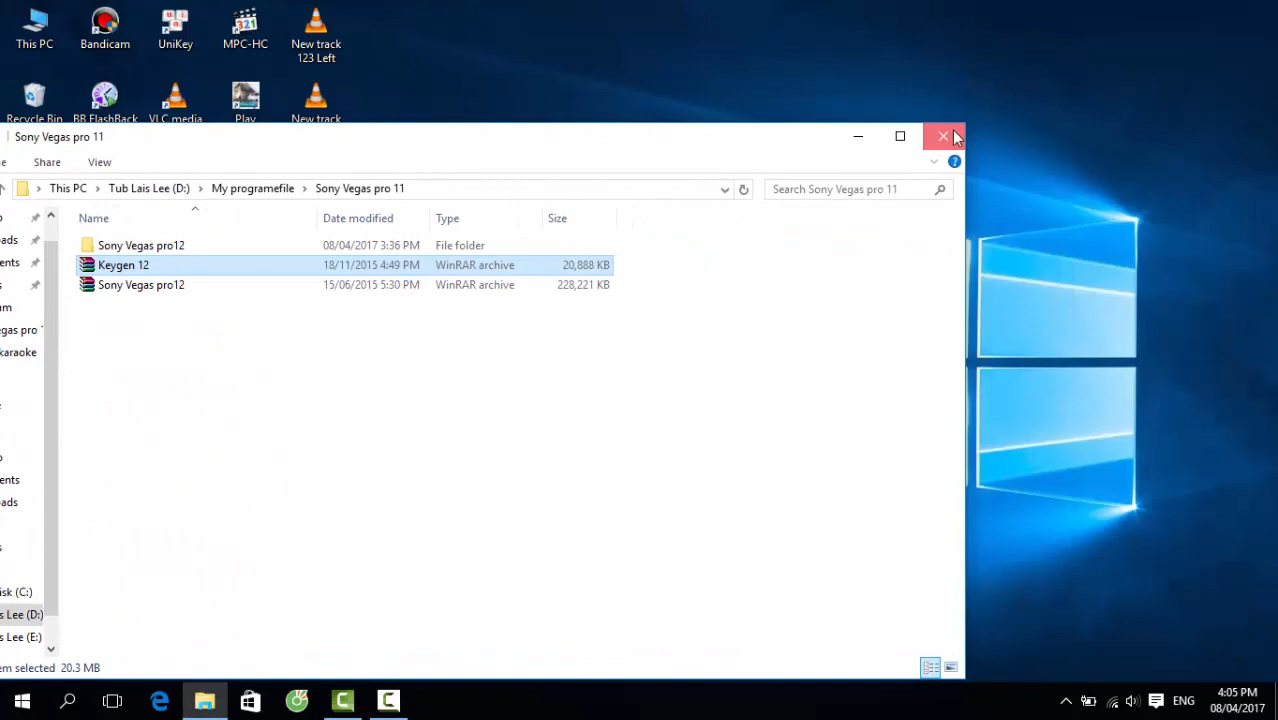 This PC
Bandicam
UniKey
MPC-HC
New track
123 Left
Recycle Bin
BB FlashBack
VLC media
Play
New track
Sony Vegas pro 11
Share
View
This PC
Tub Lais Lee (D:)
My programefile
Sony Vegas pro 11
Search Sony Vegas pro 11
Name
Date modified
Type
Size
Sony Vegas pro12
08/04/2017 3:36 PM
File folder
Keygen 12
18/11/2015 4:49 PM
WinRAR archive
20,888 KB
Sony Vegas pro12
15/06/2015 5:30 PM
WinRAR archive
228,221 KB
egas pro
karaoke
isk (C:)
s Lee (D:)
s Lee (E:)
em selected 20.3 MB
ENG
4:05 PM
08/04/2017